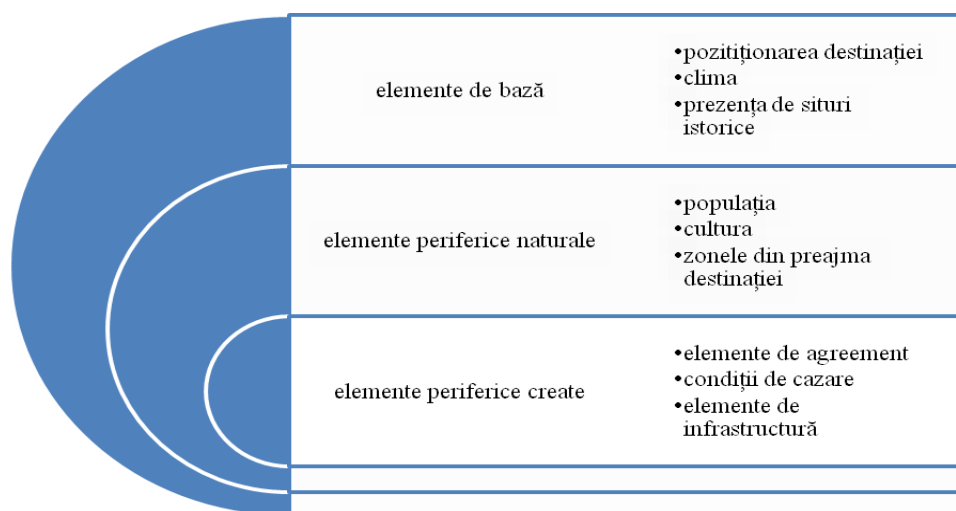 elemente de bază
•pozitiționarea destinației
•clima
•prezența de situri
istorice
elemente periferice naturale
•populația
•cultura
•zonele din preajma
destinației
elemente periferice create
•elemente de agreement
•condiții de cazare
•elemente de
infrastructură